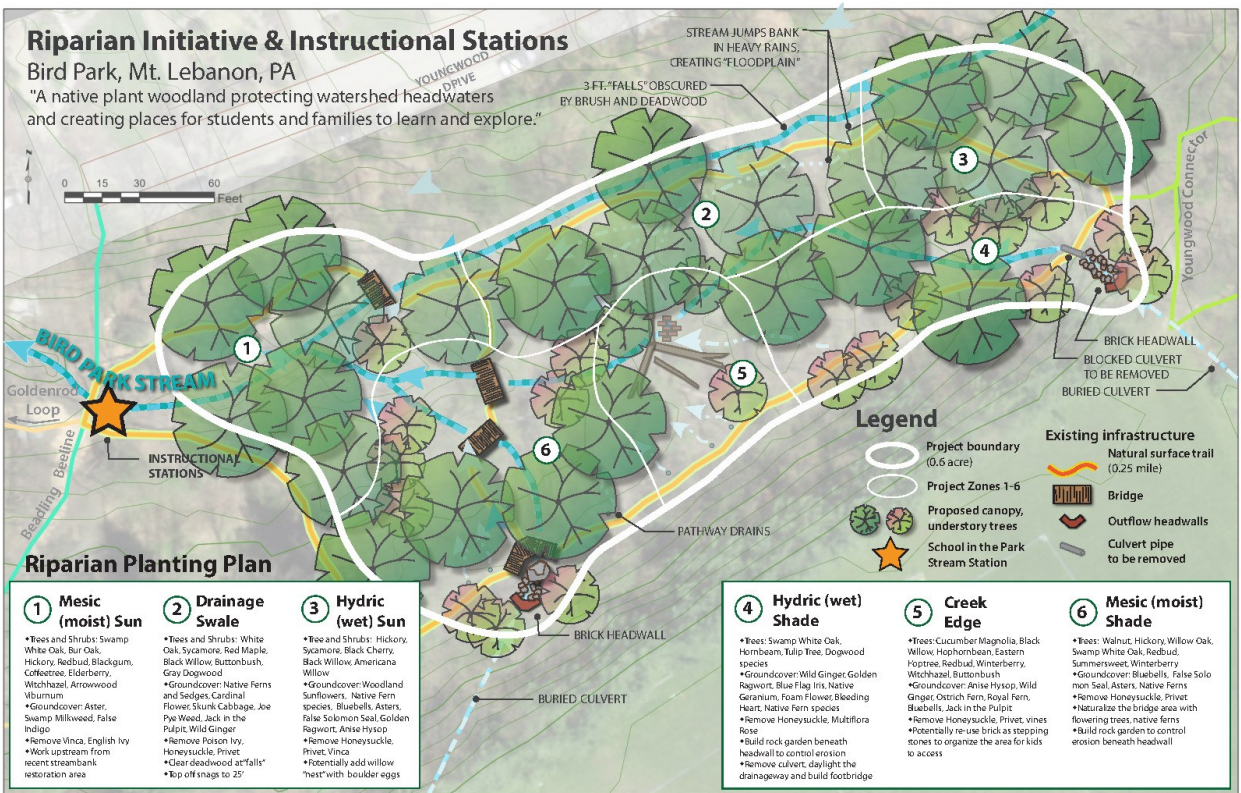 Riparian Initiative & Instructional Stations
Bird Park, Mt. Lebanon, PA
"A native plant woodland protecting watershed headwaters
and creating places for students and families to learn and explore."
YOUNGWOOD
DRIVE
STREAM JUMPS BANK
IN HEAVY RAINS,
CREATING "FLOODPLAIN"
3 FT. "FALLS" OBSCURED
BY BRUSH AND DEADWOOD
N
0 15 30 60
Feet
1
2
3
4
5
6
Youngwood Connector
BIRD PARK STREAM
Goldenrod
Loop
Beadling Beeline
INSTRUCTIONAL
STATIONS
BRICK HEADWALL
BLOCKED CULVERT
TO BE REMOVED
BURIED CULVERT
PATHWAY DRAINS
BRICK HEADWALL
BURIED CULVERT
Legend
Project boundary
(0.6 acre)
Project Zones 1-6
Proposed canopy,
understory trees
School in the Park
Stream Station
Existing infrastructure
Natural surface trail
(0.25 mile)
Bridge
Outflow headwalls
Culvert pipe
to be removed
Riparian Planting Plan
1 Mesic
(moist) Sun
•Trees and Shrubs: Swamp
White Oak, Bur Oak,
Hickory, Redbud, Blackgum,
Coffeetree, Elderberry,
Witchhazel, Arrowwood
Viburnum
•Groundcover: Aster,
Swamp Milkweed, False
Indigo
•Remove Vinca, English Ivy
•Work upstream from
recent streambank
restoration area
2 Drainage
Swale
•Trees and Shrubs: White
Oak, Sycamore, Red Maple,
Black Willow, Buttonbush,
Gray Dogwood
•Groundcover: Native Ferns
and Sedges, Cardinal
Flower, Skunk Cabbage, Joe
Pye Weed, Jack in the
Pulpit, Wild Ginger
•Remove Poison Ivy,
Honeysuckle, Privet
•Clear deadwood at "falls"
•Top off snags to 25'
3 Hydric
(wet) Sun
•Tree and Shrubs: Hickory,
Sycamore, Black Cherry,
Black Willow, Americana
Willow
•Groundcover: Woodland
Sunflowers, Native Fern
species, Bluebells, Asters,
False Solomon Seal, Golden
Ragwort, Anise Hysop
•Remove Honeysuckle,
Privet, Vinca
•Potentially add willow
"nest" with boulder eggs
4 Hydric (wet)
Shade
•Trees: Swamp White Oak,
Hornbeam, Tulip Tree, Dogwood
species
•Groundcover: Wild Ginger, Golden
Ragwort, Blue Flag Iris, Native
Geranium, Foam Flower, Bleeding
Heart, Native Fern species
•Remove Honeysuckle, Multiflora
Rose
•Build rock garden beneath
headwall to control erosion
•Remove culvert, daylight the
drainageway and build footbridge
5 Creek
Edge
•Trees: Cucumber Magnolia, Black
Willow, Hophornbean, Eastern
Hoptree, Redbud, Winterberry,
Witchhazel, Buttonbush
•Groundcover: Anise Hysop, Wild
Ginger, Ostrich Fern, Royal Fern,
Bluebells, Jack in the Pulpit
•Remove Honeysuckle, Privet, vines
•Potentially re-use brick as stepping
stones to organize the area for kids
to access
6 Mesic (moist)
Shade
•Trees: Walnut, Hickory, Willow Oak,
Swamp White Oak, Redbud,
Summersweet, Winterberry
•Groundcover: Bluebells, False Solo
mon Seal, Asters, Native Ferns
•Remove Honeysuckle, Privet
•Naturalize the bridge area with
flowering trees, native ferns
•Build rock garden to control
erosion beneath headwall